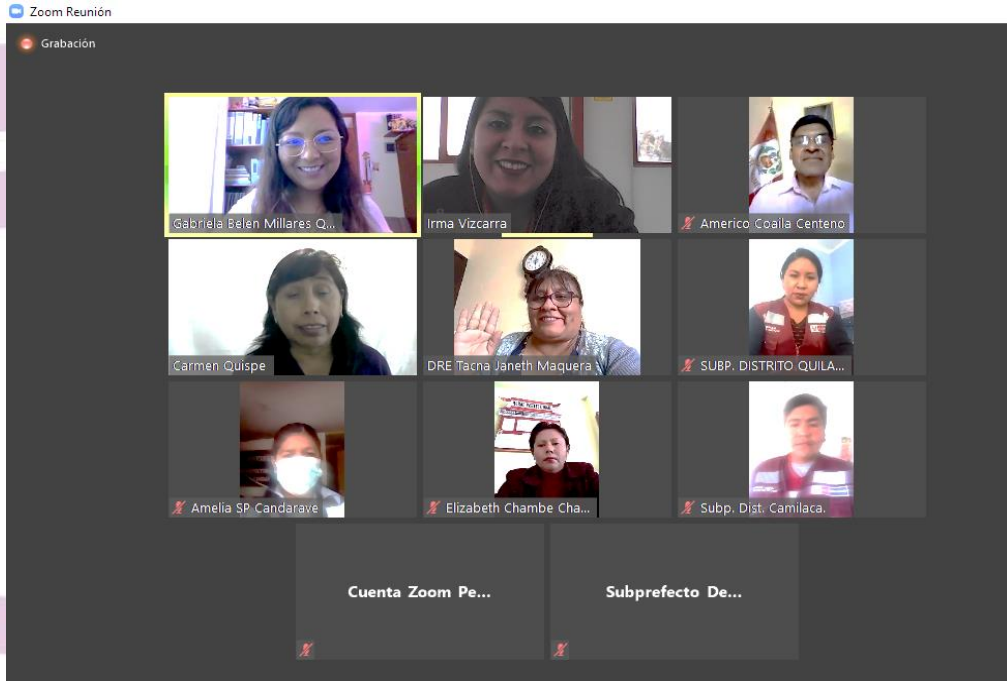 Zoom Reunión
Grabación
Gabriela Belen Millares Q...
Irma Vizcarra
Americo Coaila Centeno
Carmen Quispe
DRE Tacna Janeth Maquera
SUBP. DISTRITO QUILA...
Amelia SP Candarave
Elizabeth Chambe Cha...
Subp. Dist. Camilaca.
Cuenta Zoom Pe...
Subprefecto De...